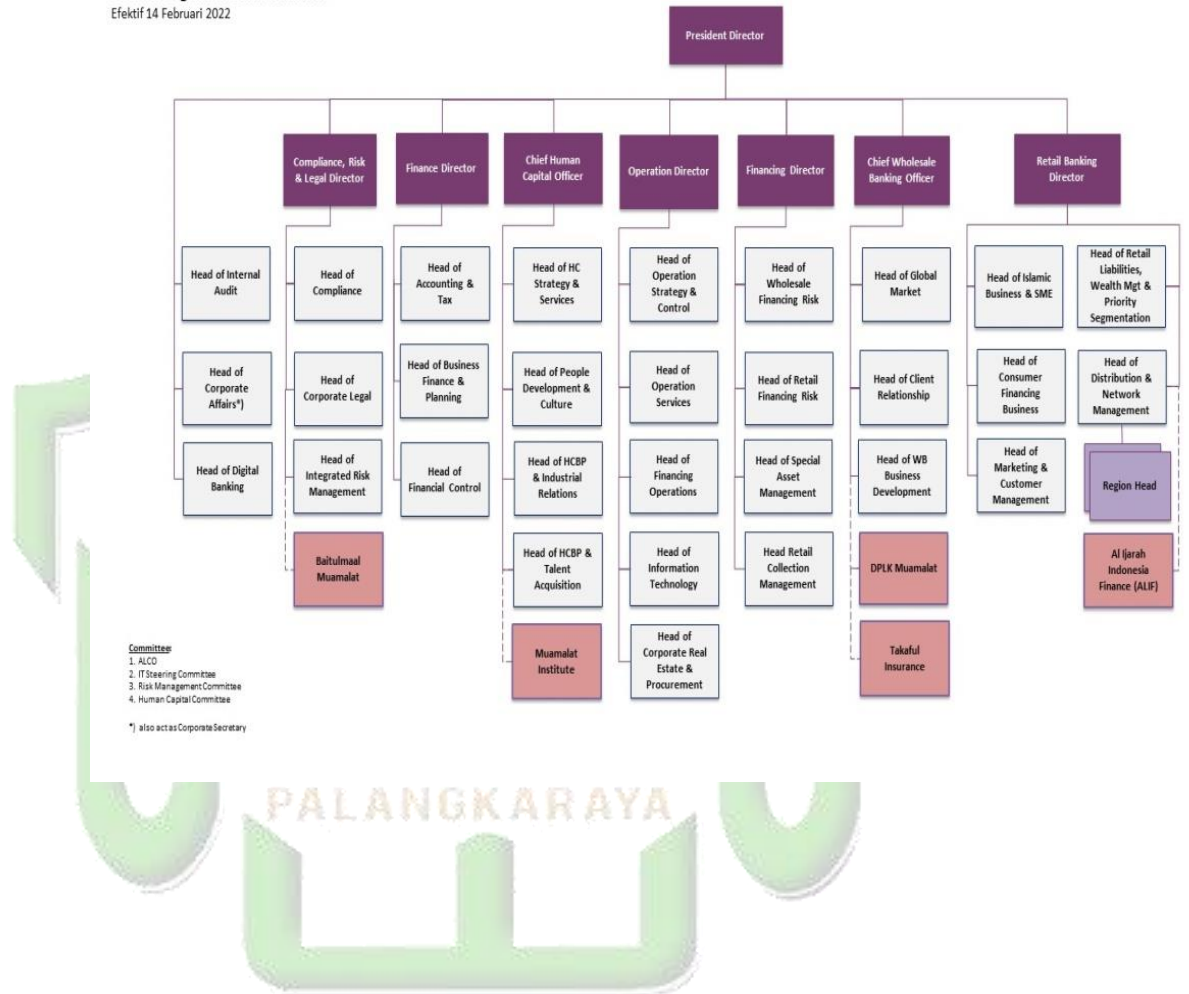 Efektif 14 Februari 2022
President Director
Compliance, Risk
& Legal Director
Finance Director
Chief Human
Capital Officer
Operation Director
Financing Director
Chief Wholesale
Banking Officer
Retail Banking
Director
Head of Internal
Audit
Head of
Compliance
Head of
Accounting &
Tax
Head of HC
Strategy &
Services
Head of
Operation
Strategy &
Control
Head of
Wholesale
Financing Risk
Head of Global
Market
Head of Islamic
Business & SME
Head of Retail
Liabilities,
Wealth Mgt &
Priority
Segmentation
Head of
Corporate
Affairs*)
Head of
Corporate Legal
Head of Business
Finance &
Planning
Head of People
Development &
Culture
Head of
Operation
Services
Head of Retail
Financing Risk
Head of Client
Relationship
Head of
Consumer
Financing
Business
Head of
Distribution &
Network
Management
Head of Digital
Banking
Head of
Integrated Risk
Management
Head of
Financial Control
Head of HCBP
& Industrial
Relations
Head of
Financing
Operations
Head of Special
Asset
Management
Head of WB
Business
Development
Head of
Marketing &
Customer
Management
Region Head
Baitulmaal
Muamalat
Head of HCBP &
Talent
Acquisition
Head of
Information
Technology
Head Retail
Collection
Management
DPLK Muamalat
Al Ijarah
Indonesia
Finance (ALIF)
Muamalat
Institute
Head of
Corporate Real
Estate &
Procurement
Takaful
Insurance
Committee:
1. ALCO
2. IT Steering Committee
3. Risk Management Committee
4. Human Capital Committee
*) also act as Corporate Secretary
PALANGKARAYA